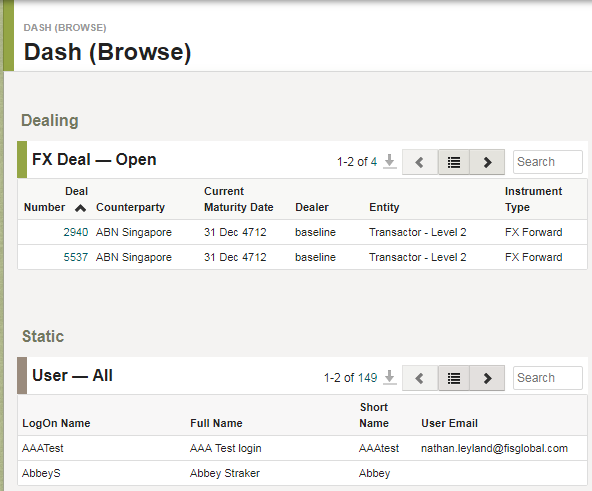 DASH (BROWSE)
Dash (Browse)
Dealing
FX Deal — Open
1-2 of 4
Search
Deal Number Counterparty Current Maturity Date Dealer Entity Instrument Type
2940 ABN Singapore 31 Dec 4712 baseline Transactor - Level 2 FX Forward
5537 ABN Singapore 31 Dec 4712 baseline Transactor - Level 2 FX Forward
Static
User — All
1-2 of 149
Search
LogOn Name Full Name Short Name User Email
AAATest AAA Test login AAAtest nathan.leyland@fisglobal.com
AbbeyS Abbey Straker Abbey